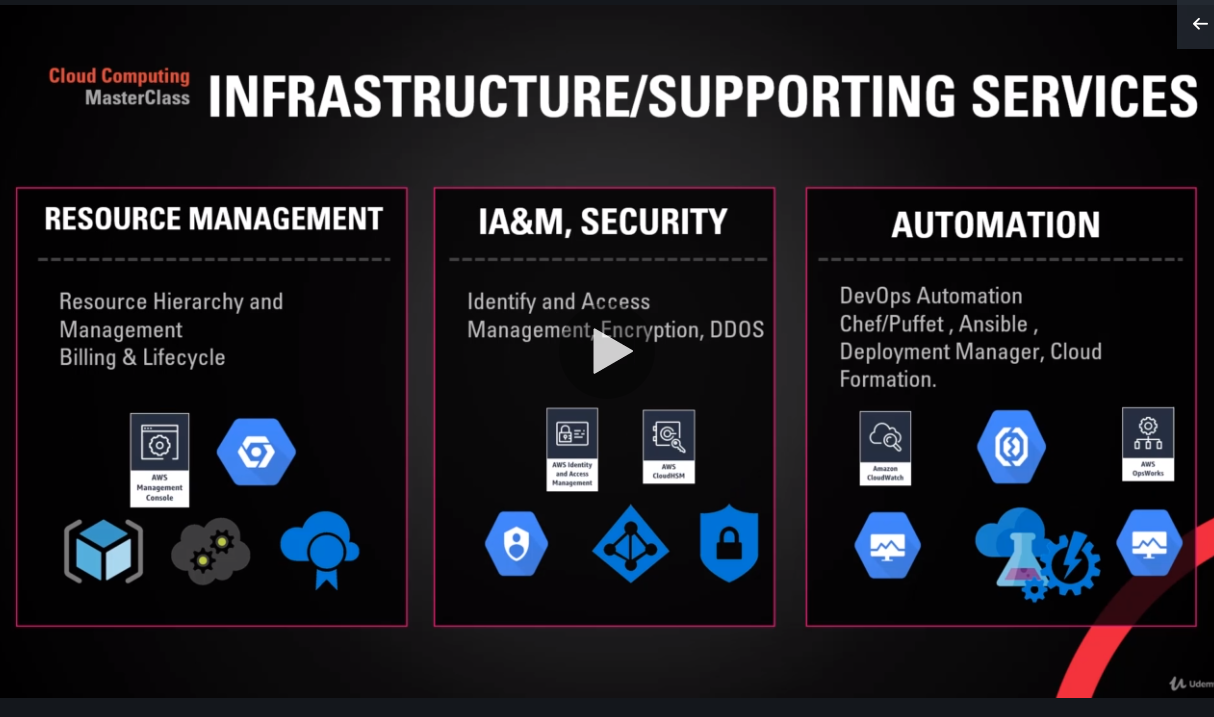 Cloud Computing
MasterClass
INFRASTRUCTURE/SUPPORTING SERVICES
RESOURCE MANAGEMENT
Resource Hierarchy and
Management
Billing & Lifecycle
AWS
Management
Console
IA&M, SECURITY
Identify and Access
Management, Encryption, DDOS
AWS Identity
and Access
Management
AWS
CloudHSM
AUTOMATION
DevOps Automation
Chef/Puffet , Ansible ,
Deployment Manager, Cloud
Formation.
Amazon
CloudWatch
AWS
OpsWorks
Udem